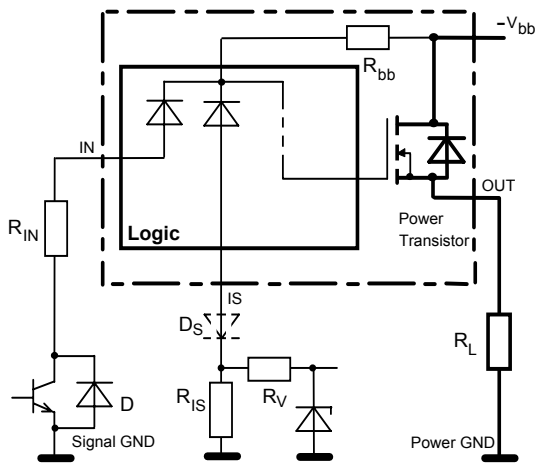 –Vbb
Rbb
IN
Logic
OUT
Power
Transistor
RIN
IS
DS
RL
D
RIS
RV
Signal GND
Power GND